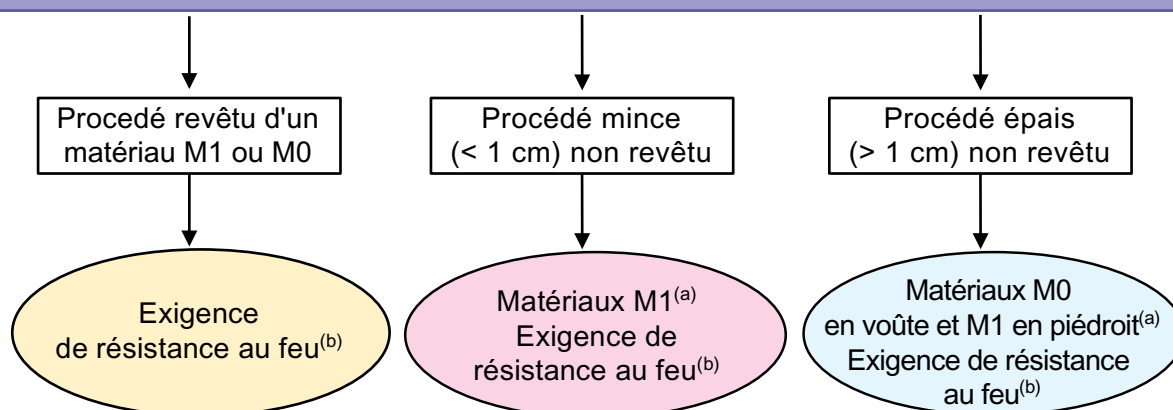 Procedé revêtu d'un
matériau M1 ou M0
Procédé mince
(< 1 cm) non revêtu
Procédé épais
(> 1 cm) non revêtu
Exigence
de résistance au feu(b)
Matériaux M1(a)
Exigence de
résistance au feu(b)
Matériaux M0
en voûte et M1 en piédroit(a)
Exigence de résistance
au feu(b)